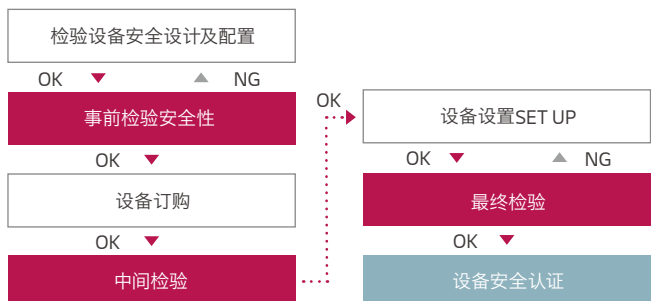 检验设备安全设计及配置
OK NG
事前检验安全性
OK
设备订购
OK
中间检验
OK
设备设置SET UP
OK NG
最终检验
OK
设备安全认证